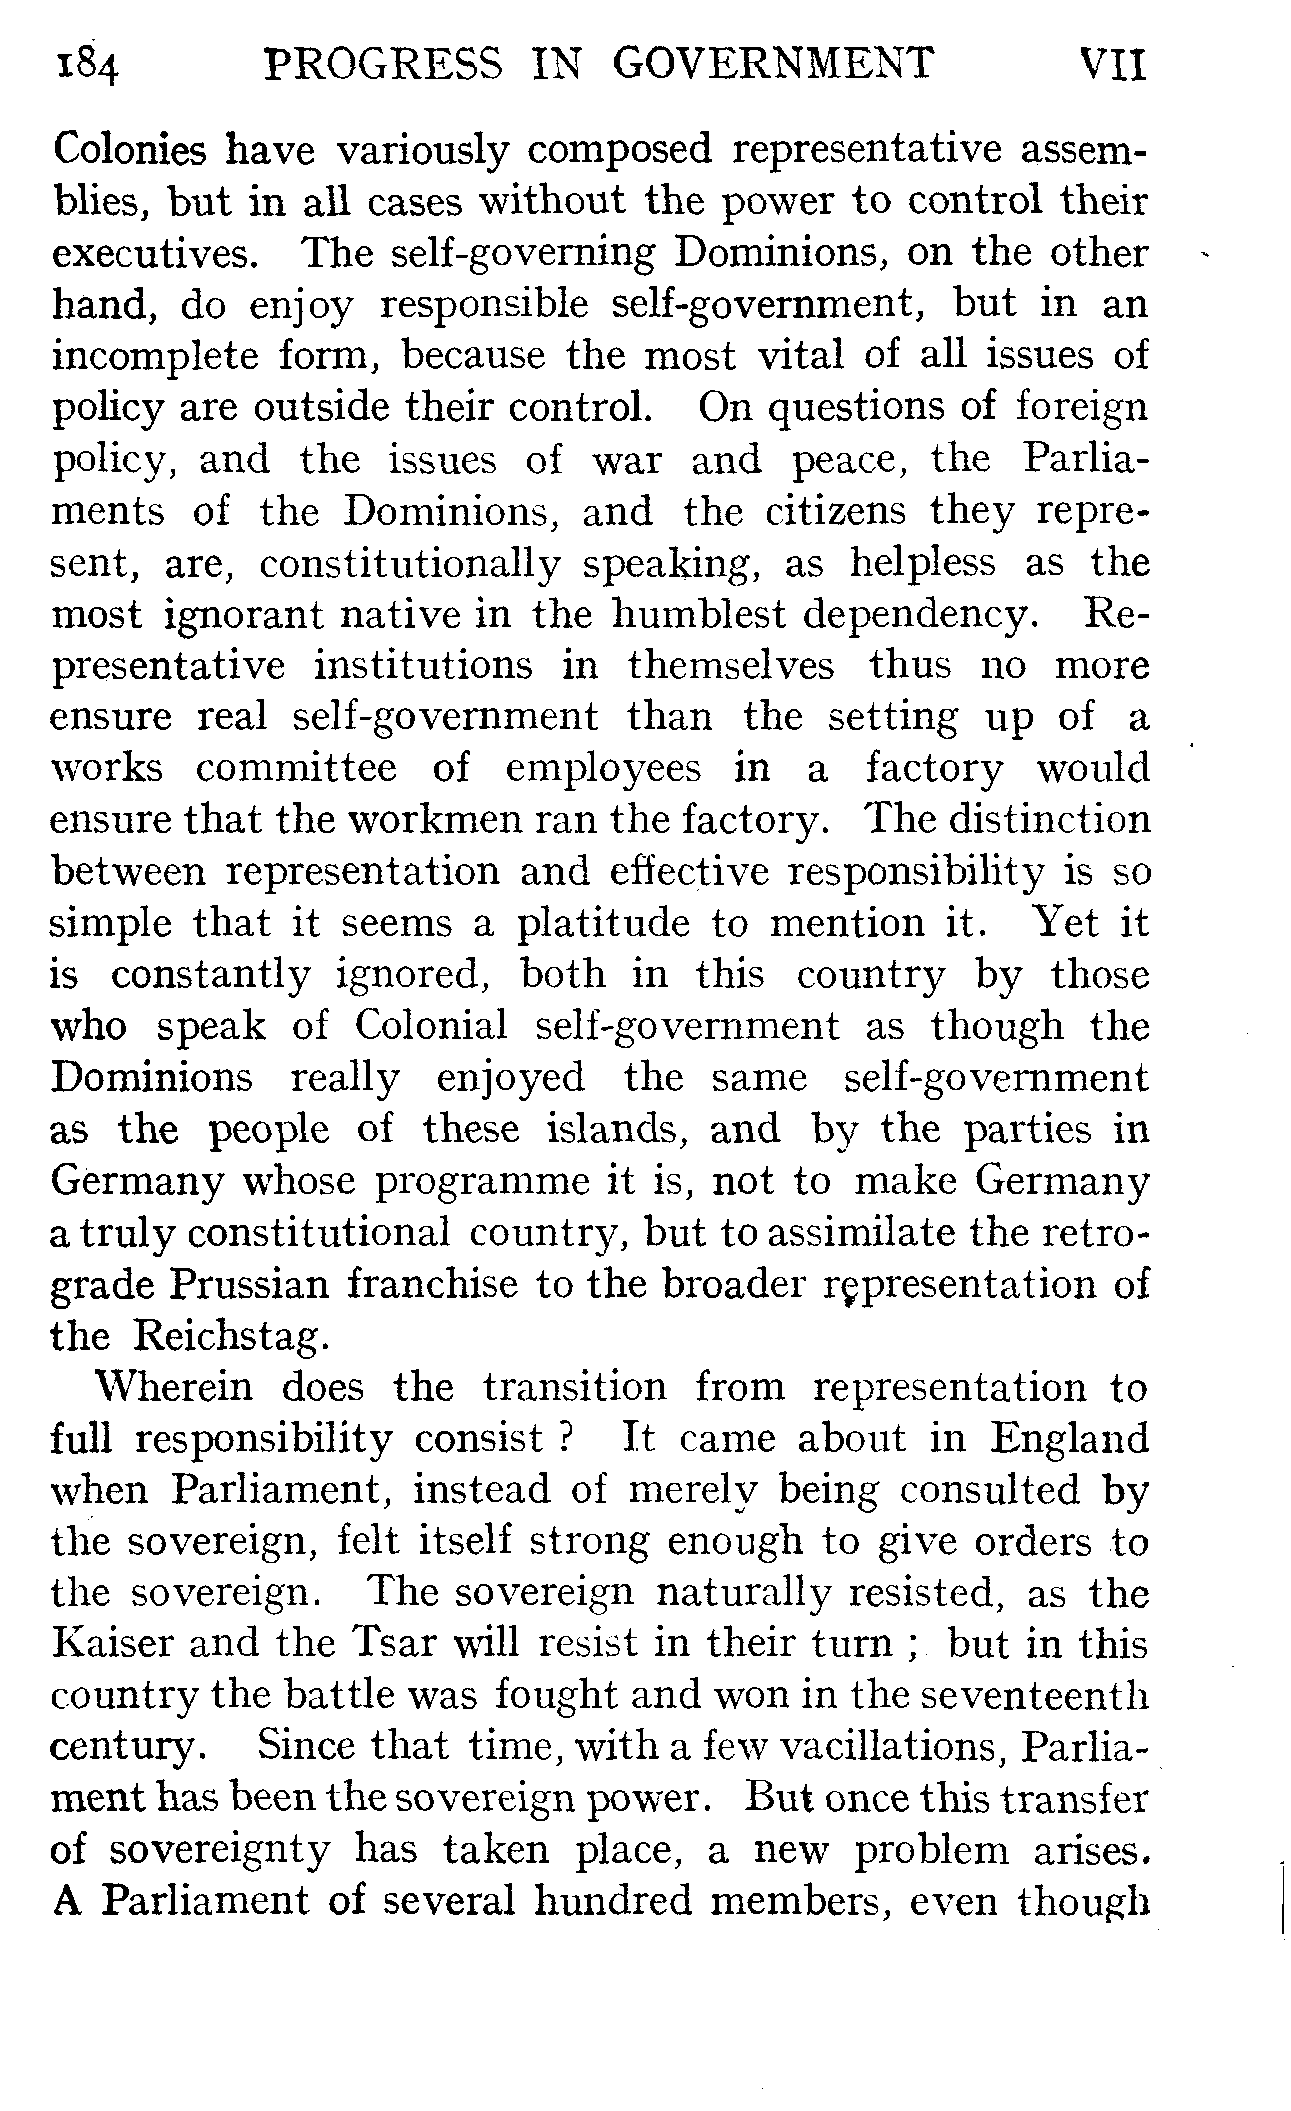 184 PROGRESS IN GOVERNMENT VII
Colonies have variously composed representative assem-
blies, but in all cases without the power to control their
executives. The self-governing Dominions, on the other
hand, do enjoy responsible self-government, but in an
incomplete form, because the most vital of all issues of
policy are outside their control. On questions of foreign
policy, and the issues of war and peace, the Parlia-
ments of the Dominions, and the citizens they repre-
sent, are, constitutionally speaking, as helpless as the
most ignorant native in the humblest dependency. Re-
presentative institutions in themselves thus no more
ensure real self-government than the setting up of a
works committee of employees in a factory would
ensure that the workmen ran the factory. The distinction
between representation and effective responsibility is so
simple that it seems a platitude to mention it. Yet it
is constantly ignored, both in this country by those
who speak of Colonial self-government as though the
Dominions really enjoyed the same self-government
as the people of these islands, and by the parties in
Germany whose programme it is, not to make Germany
a truly constitutional country, but to assimilate the retro-
grade Prussian franchise to the broader representation of
the Reichstag.
Wherein does the transition from representation to
full responsibility consist ? It came about in England
when Parliament, instead of merely being consulted by
the sovereign, felt itself strong enough to give orders to
the sovereign. The sovereign naturally resisted, as the
Kaiser and the Tsar will resist in their turn ; but in this
country the battle was fought and won in the seventeenth
century. Since that time, with a few vacillations, Parlia-
ment has been the sovereign power. But once this transfer
of sovereignty has taken place, a new problem arises.
A Parliament of several hundred members, even though